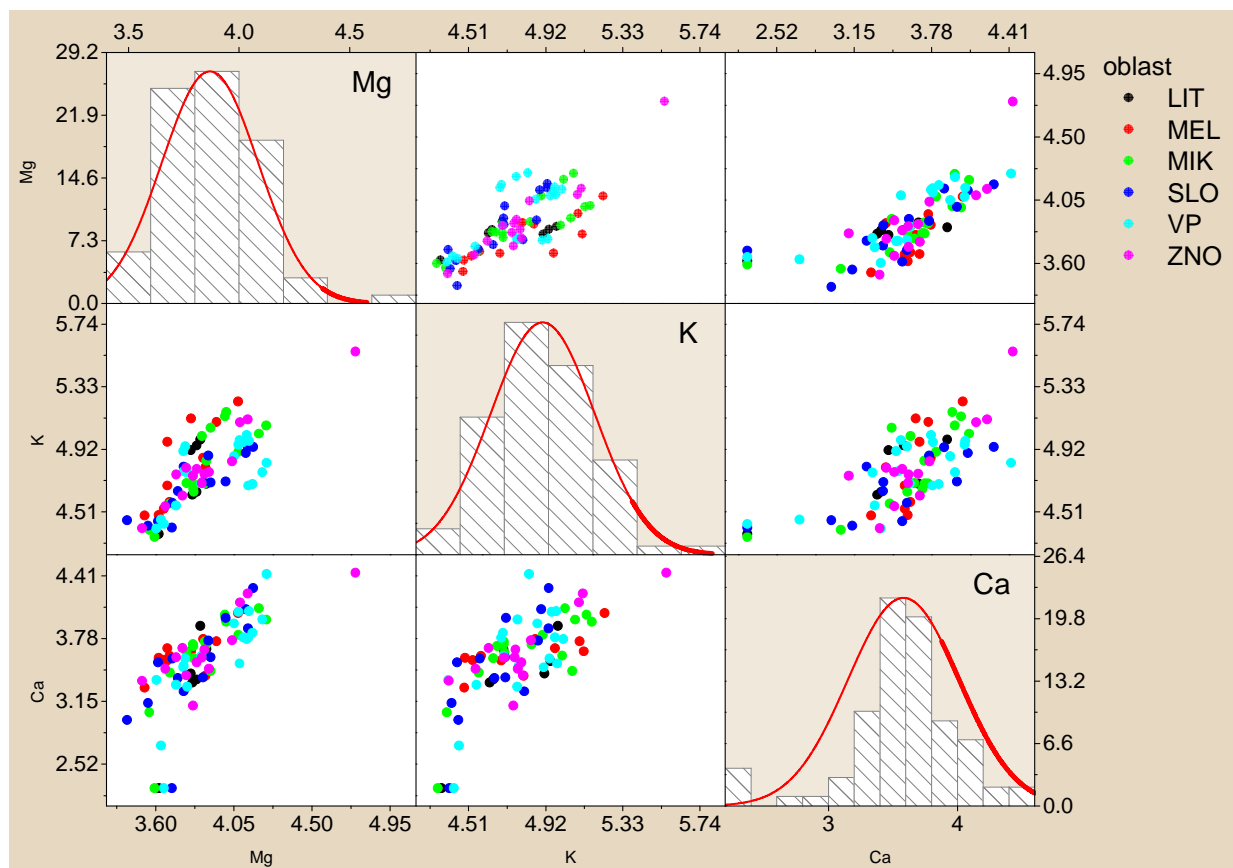 3.5 4.0 4.5 4.51 4.92 5.33 5.74 2.52 3.15 3.78 4.41
29.2 21.9 14.6 7.3 0.0
Mg
Mg
4.95 4.50 4.05 3.60
oblast
LIT
MEL
MIK
SLO
VP
ZNO
5.74 5.33 4.92 4.51
K
K
5.74 5.33 4.92 4.51
4.41 3.78 3.15 2.52
Ca
Ca
26.4 19.8 13.2 6.6 0.0
3.60 4.05 4.50 4.95 4.51 4.92 5.33 5.74 3 4
Mg K Ca